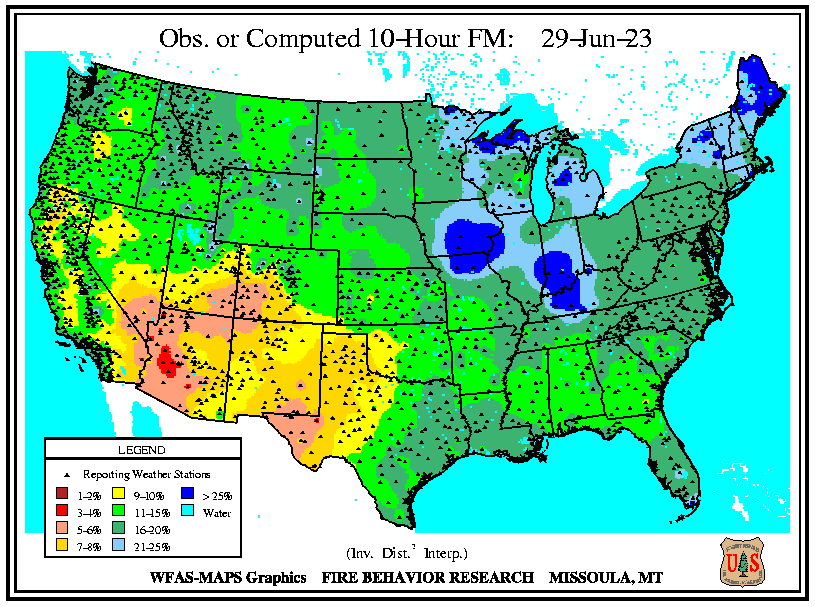 Obs. or Computed 10-Hour FM: 29-Jun-23
LEGEND
Reporting Weather Stations
1-2% 9-10% > 25%
3-4% 11-15% Water
5-6% 16-20%
7-8% 21-25%
(Inv. Dist.² Interp.)
WFAS-MAPS Graphics FIRE BEHAVIOR RESEARCH MISSOULA, MT
U S